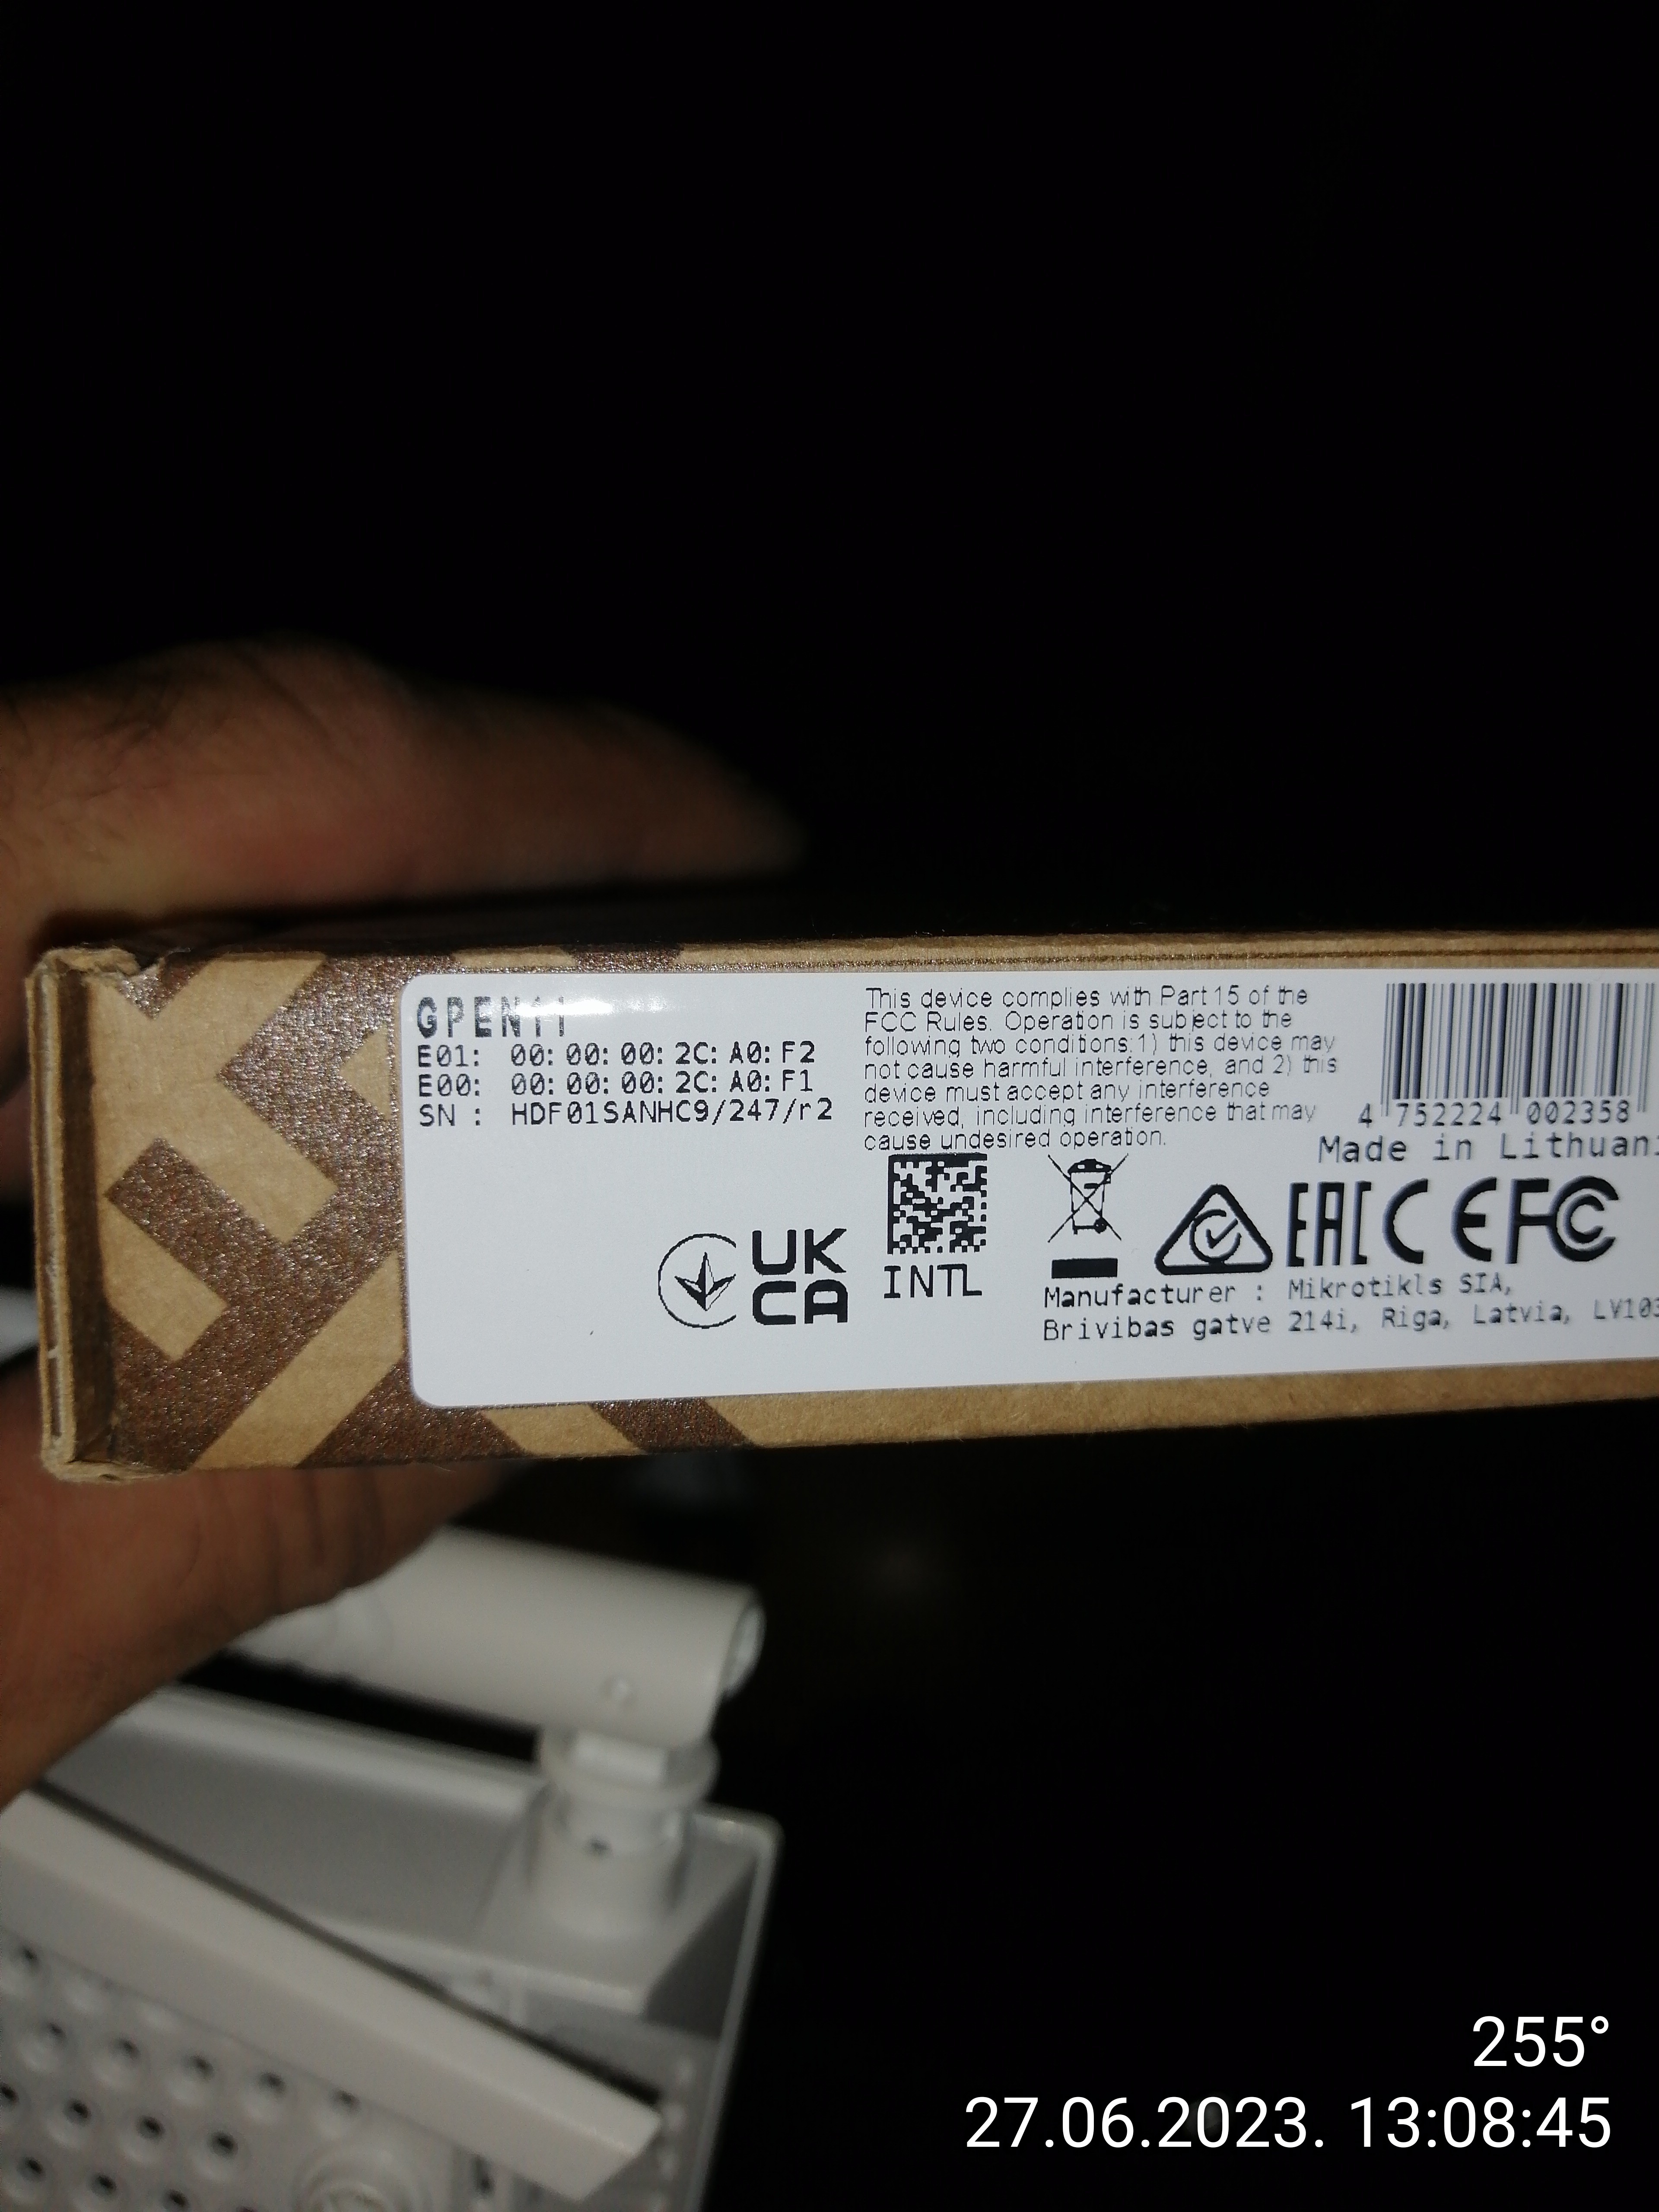 GPEN11
E01: 00:00:00:2C:A0:F2
E00: 00:00:00:2C:A0:F1
SN : HDF01SANHC9/247/r2
This device complies with Part 15 of the
FCC Rules. Operation is subject to the
following two conditions:1) this device may
not cause harmful interference, and 2) this
device must accept any interference
received, including interference that may
cause undesired operation.
4 752224 002358
Made in Lithuani
UK
CA
INTL
EAC CE FC
Manufacturer : Mikrotikls SIA,
Brivibas gatve 214i, Riga, Latvia, LV103
255°
27.06.2023. 13:08:45